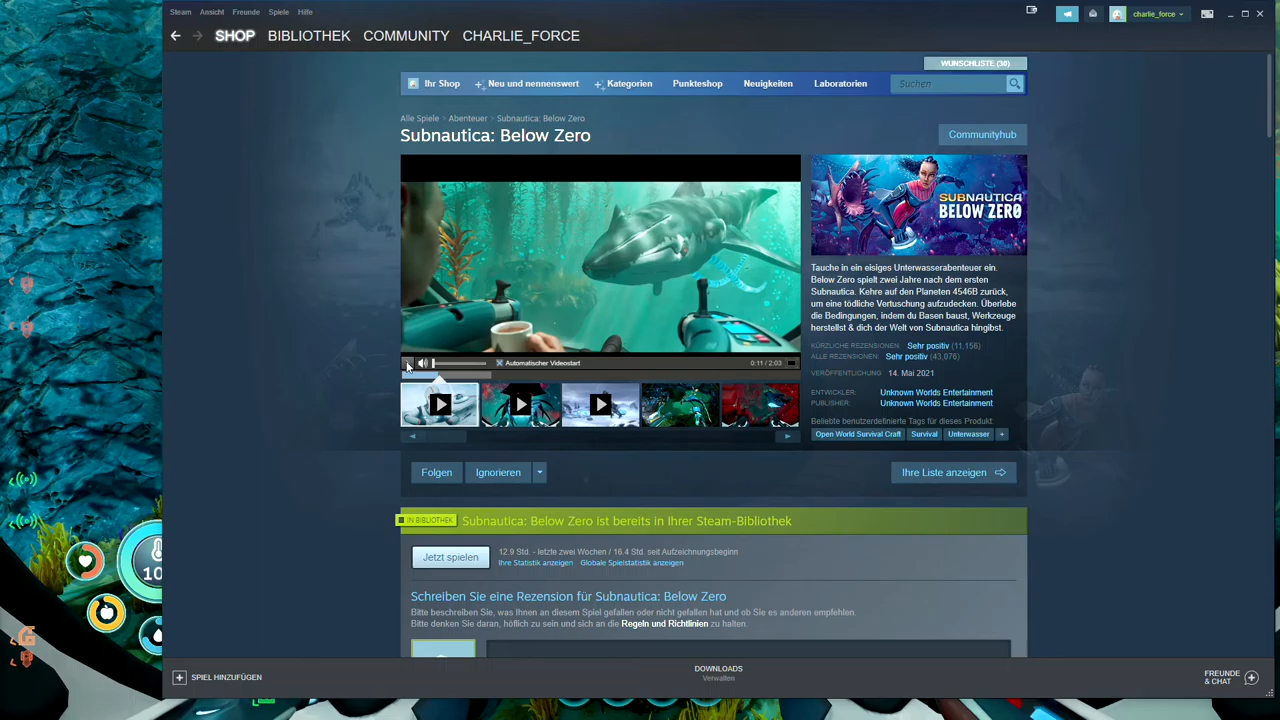 Steam Ansicht Freunde Spiele Hilfe
charlie_force
SHOP BIBLIOTHEK COMMUNITY CHARLIE_FORCE
WUNSCHLISTE (30)
Ihr Shop Neu und nennenswert Kategorien Punkteshop Neuigkeiten Laboratorien Suchen
Alle Spiele > Abenteuer > Subnautica: Below Zero
Subnautica: Below Zero
Communityhub
SUBNAUTICA
BELOW ZERO
Tauche in ein eisiges Unterwasserabenteuer ein.
Below Zero spielt zwei Jahre nach dem ersten
Subnautica. Kehre auf den Planeten 4546B zurück,
um eine tödliche Vertuschung aufzudecken. Überlebe
die Bedingungen, indem du Basen baust, Werkzeuge
herstellst & dich der Welt von Subnautica hingibst.
KÜRZLICHE REZENSIONEN: Sehr positiv (11,156)
ALLE REZENSIONEN: Sehr positiv (43,076)
VERÖFFENTLICHUNG: 14. Mai 2021
ENTWICKLER: Unknown Worlds Entertainment
PUBLISHER: Unknown Worlds Entertainment
Beliebte benutzerdefinierte Tags für dieses Produkt:
Open World Survival Craft Survival Unterwasser +
Automatischer Videostart 0:11 / 2:03
Folgen Ignorieren Ihre Liste anzeigen
IN BIBLIOTHEK Subnautica: Below Zero ist bereits in Ihrer Steam-Bibliothek
Jetzt spielen
12.9 Std. - letzte zwei Wochen / 16.4 Std. seit Aufzeichnungsbeginn
Ihre Statistik anzeigen Globale Spielstatistik anzeigen
Schreiben Sie eine Rezension für Subnautica: Below Zero
Bitte beschreiben Sie, was Ihnen an diesem Spiel gefallen oder nicht gefallen hat und ob Sie es anderen empfehlen.
Bitte denken Sie daran, höflich zu sein und sich an die Regeln und Richtlinien zu halten.
SPIEL HINZUFÜGEN
DOWNLOADS
Verwalten
FREUNDE
& CHAT
10